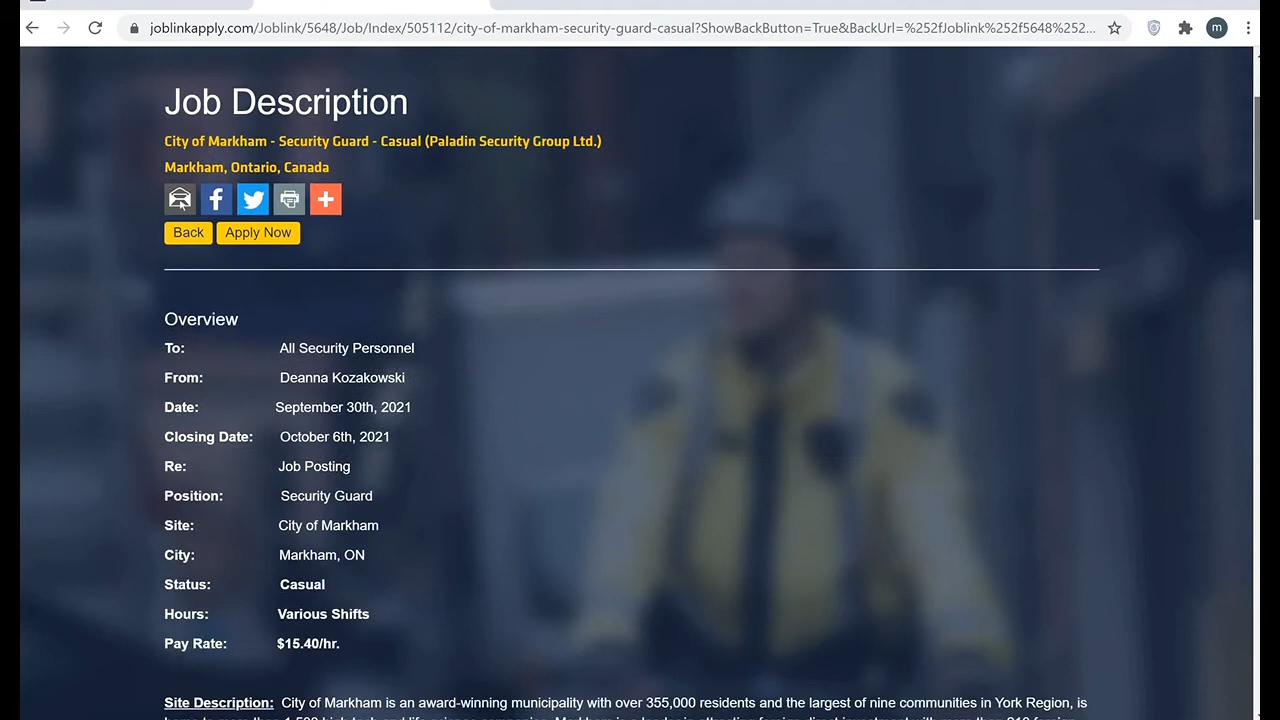 joblinkapply.com/Joblink/5648/Job/Index/505112/city-of-markham-security-guard-casual?ShowBackButton=True&BackUrl=%252fJoblink%252f5648%252...
m
Job Description
City of Markham - Security Guard - Casual (Paladin Security Group Ltd.)
Markham, Ontario, Canada
Back Apply Now
Overview
To: All Security Personnel
From: Deanna Kozakowski
Date: September 30th, 2021
Closing Date: October 6th, 2021
Re: Job Posting
Position: Security Guard
Site: City of Markham
City: Markham, ON
Status: Casual
Hours: Various Shifts
Pay Rate: $15.40/hr.
Site Description: City of Markham is an award-winning municipality with over 355,000 residents and the largest of nine communities in York Region, is